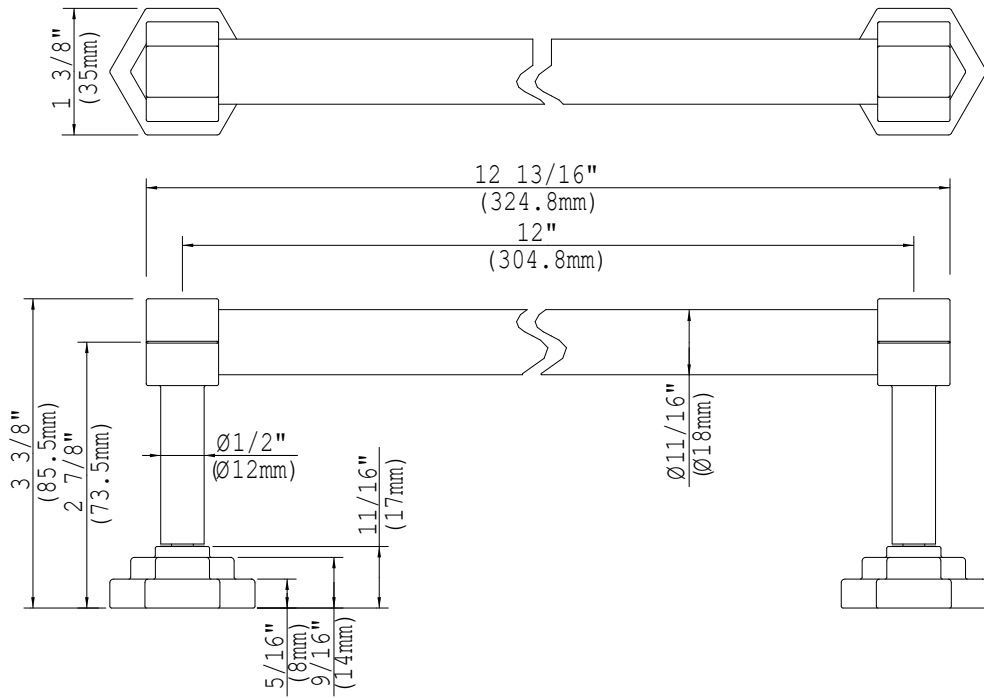 1 3/8"
(35mm)
12 13/16"
(324.8mm)
12"
(304.8mm)
3 3/8"
(85.5mm)
2 7/8"
(73.5mm)
Ø1/2"
(Ø12mm)
11/16"
(17mm)
Ø11/16"
(Ø18mm)
5/16"
(8mm)
9/16"
(14mm)